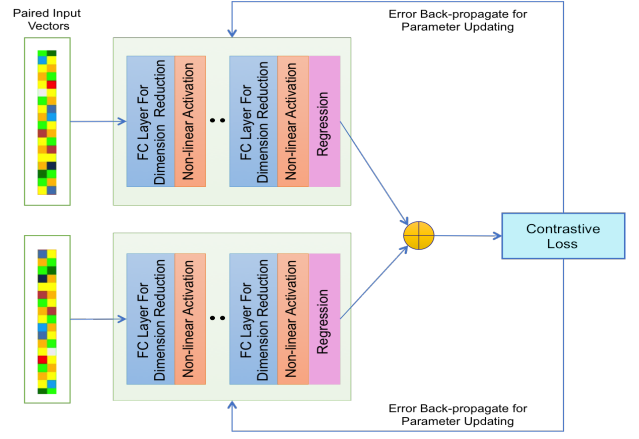 Paired Input
Vectors
Error Back-propagate for
Parameter Updating
FC Layer For
Dimension Reduction
Non-linear Activation
FC Layer For
Dimension Reduction
Non-linear Activation
Regression
Contrastive
Loss
FC Layer For
Dimension Reduction
Non-linear Activation
FC Layer For
Dimension Reduction
Non-linear Activation
Regression
Error Back-propagate for
Parameter Updating